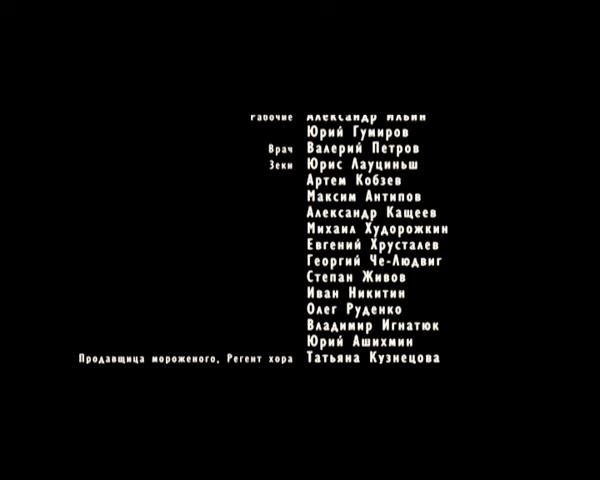 Рабочие Александр Ильин
Юрий Гумиров
Врач Валерий Петров
Зеки Юрис Лауциньш
Артем Кобзев
Максим Антипов
Александр Кащеев
Михаил Худорожкин
Евгений Хрусталев
Георгий Че-Людвиг
Степан Живов
Иван Никитин
Олег Руденко
Владимир Игнатюк
Юрий Ашихмин
Продавщица мороженого, Регент хора Татьяна Кузнецова